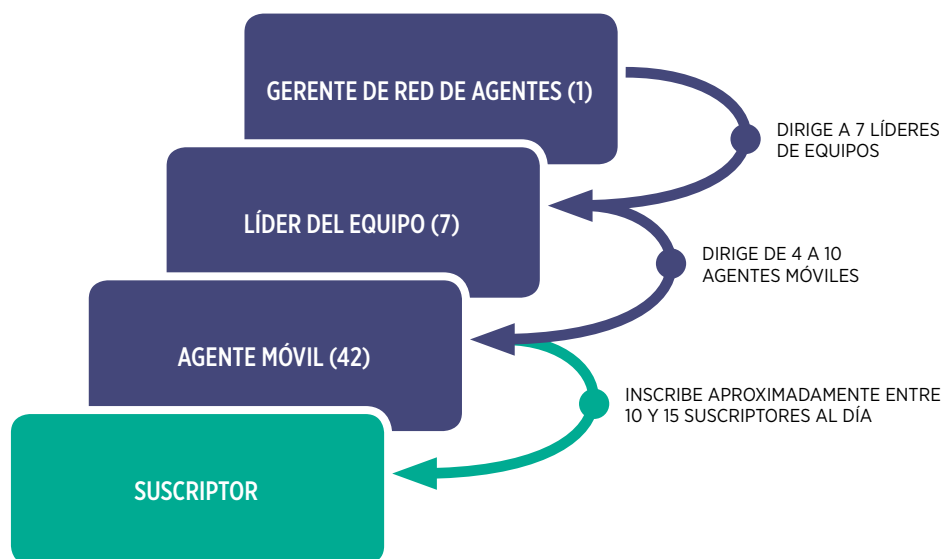 GERENTE DE RED DE AGENTES (1)
DIRIGE A 7 LÍDERES
DE EQUIPOS
LÍDER DEL EQUIPO (7)
DIRIGE DE 4 A 10
AGENTES MÓVILES
AGENTE MÓVIL (42)
INSCRIBE APROXIMADAMENTE ENTRE
10 Y 15 SUSCRIPTORES AL DÍA
SUSCRIPTOR